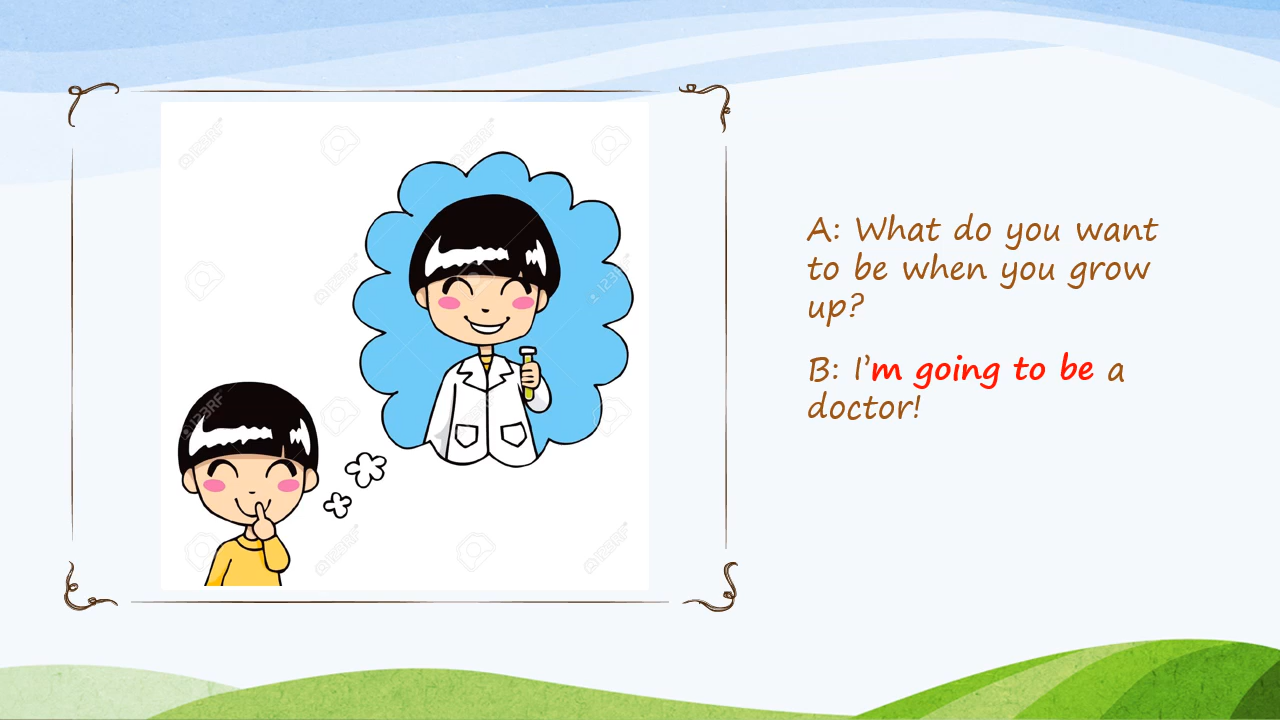 A: What do you want
to be when you grow
up?
B: I'm going to be a
doctor!